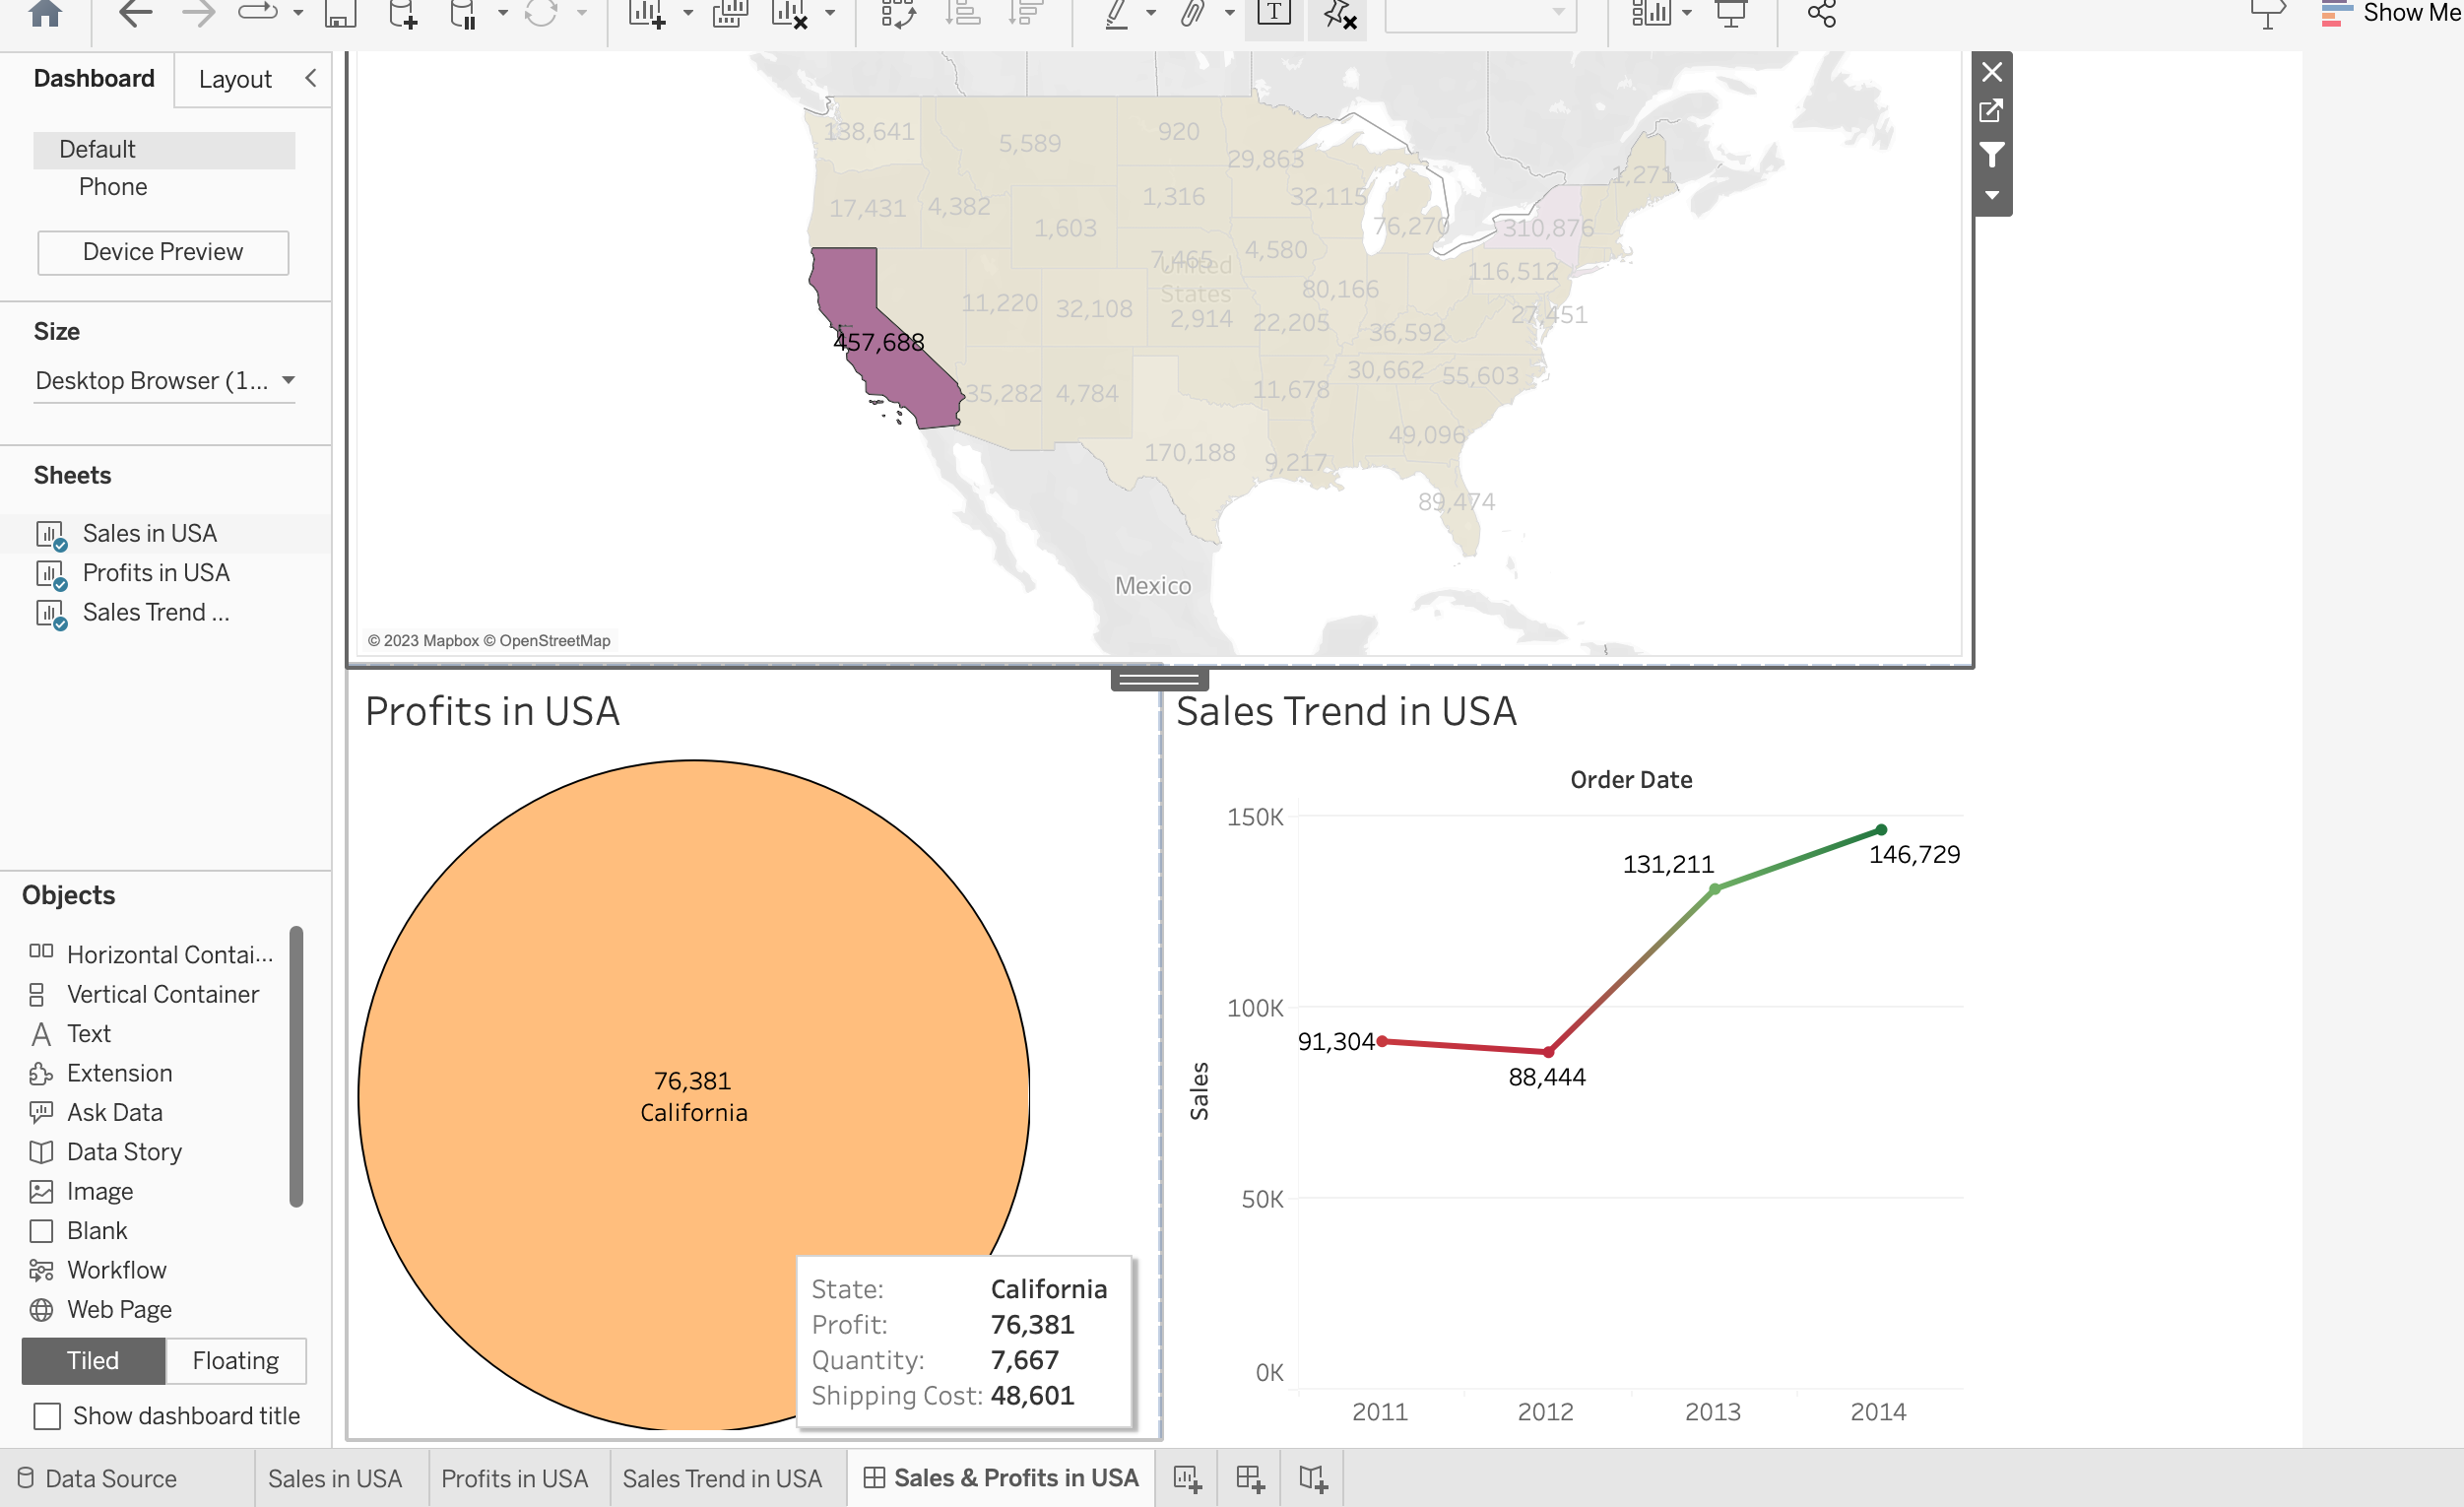 T
Show Me
Dashboard
Layout
Default
Phone
Device Preview
Size
Desktop Browser (1...
Sheets
Sales in USA
Profits in USA
Sales Trend ...
Objects
Horizontal Contai...
Vertical Container
Text
Extension
Ask Data
Data Story
Image
Blank
Workflow
Web Page
Tiled
Floating
Show dashboard title
138,641
5,589
920
29,863
1,271
17,431
4,382
1,316
32,115
1,603
76,270
310,876
7,465
4,580
United
States
116,512
11,220
32,108
80,166
2,914
22,205
27,451
457,688
36,592
30,662
55,603
35,282
4,784
11,678
49,096
170,188
9,217
89,474
Mexico
© 2023 Mapbox © OpenStreetMap
Profits in USA
76,381
California
State: California
Profit: 76,381
Quantity: 7,667
Shipping Cost: 48,601
Sales Trend in USA
Order Date
150K
146,729
131,211
100K
91,304
88,444
Sales
50K
0K
2011
2012
2013
2014
Data Source
Sales in USA
Profits in USA
Sales Trend in USA
Sales & Profits in USA